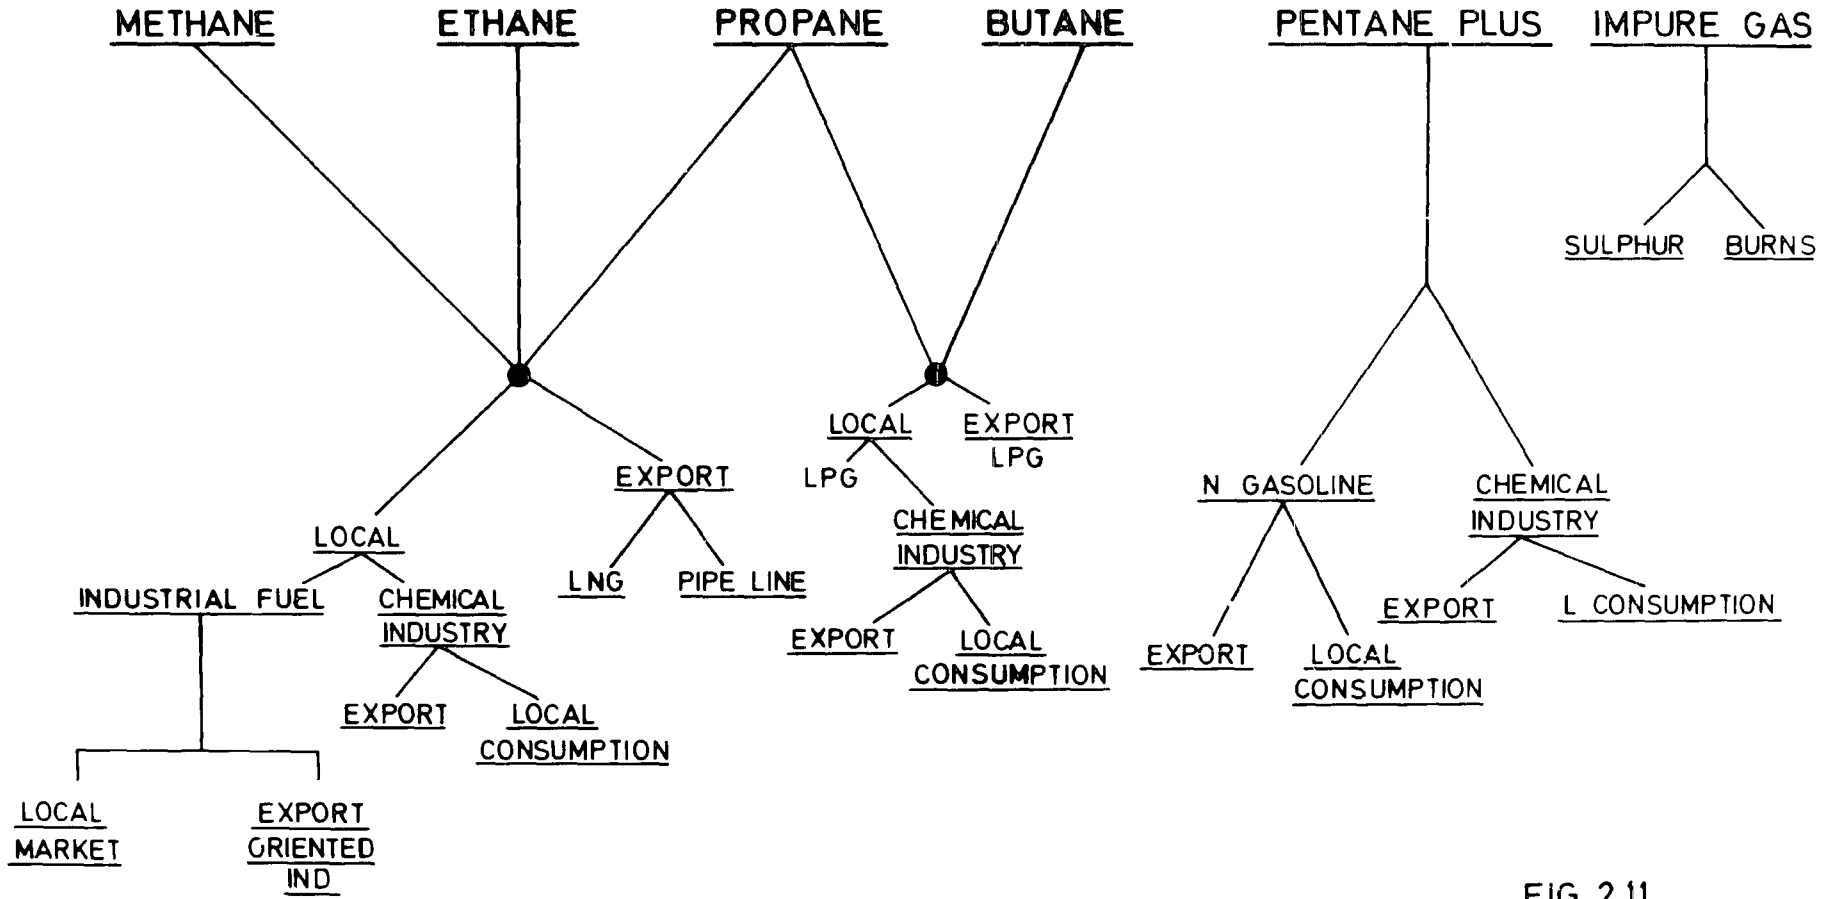 METHANE
ETHANE
PROPANE
BUTANE
PENTANE PLUS
IMPURE GAS
SULPHUR
BURNS
LOCAL
EXPORT
LPG
LPG
EXPORT
N GASOLINE
CHEMICAL
INDUSTRY
CHEMICAL
INDUSTRY
LOCAL
LNG
PIPE LINE
INDUSTRIAL FUEL
CHEMICAL
INDUSTRY
EXPORT
LOCAL
CONSUMPTION
EXPORT
L CONSUMPTION
EXPORT
LOCAL
CONSUMPTION
EXPORT
LOCAL
CONSUMPTION
LOCAL
MARKET
EXPORT
ORIENTED
IND
FIG 2.11